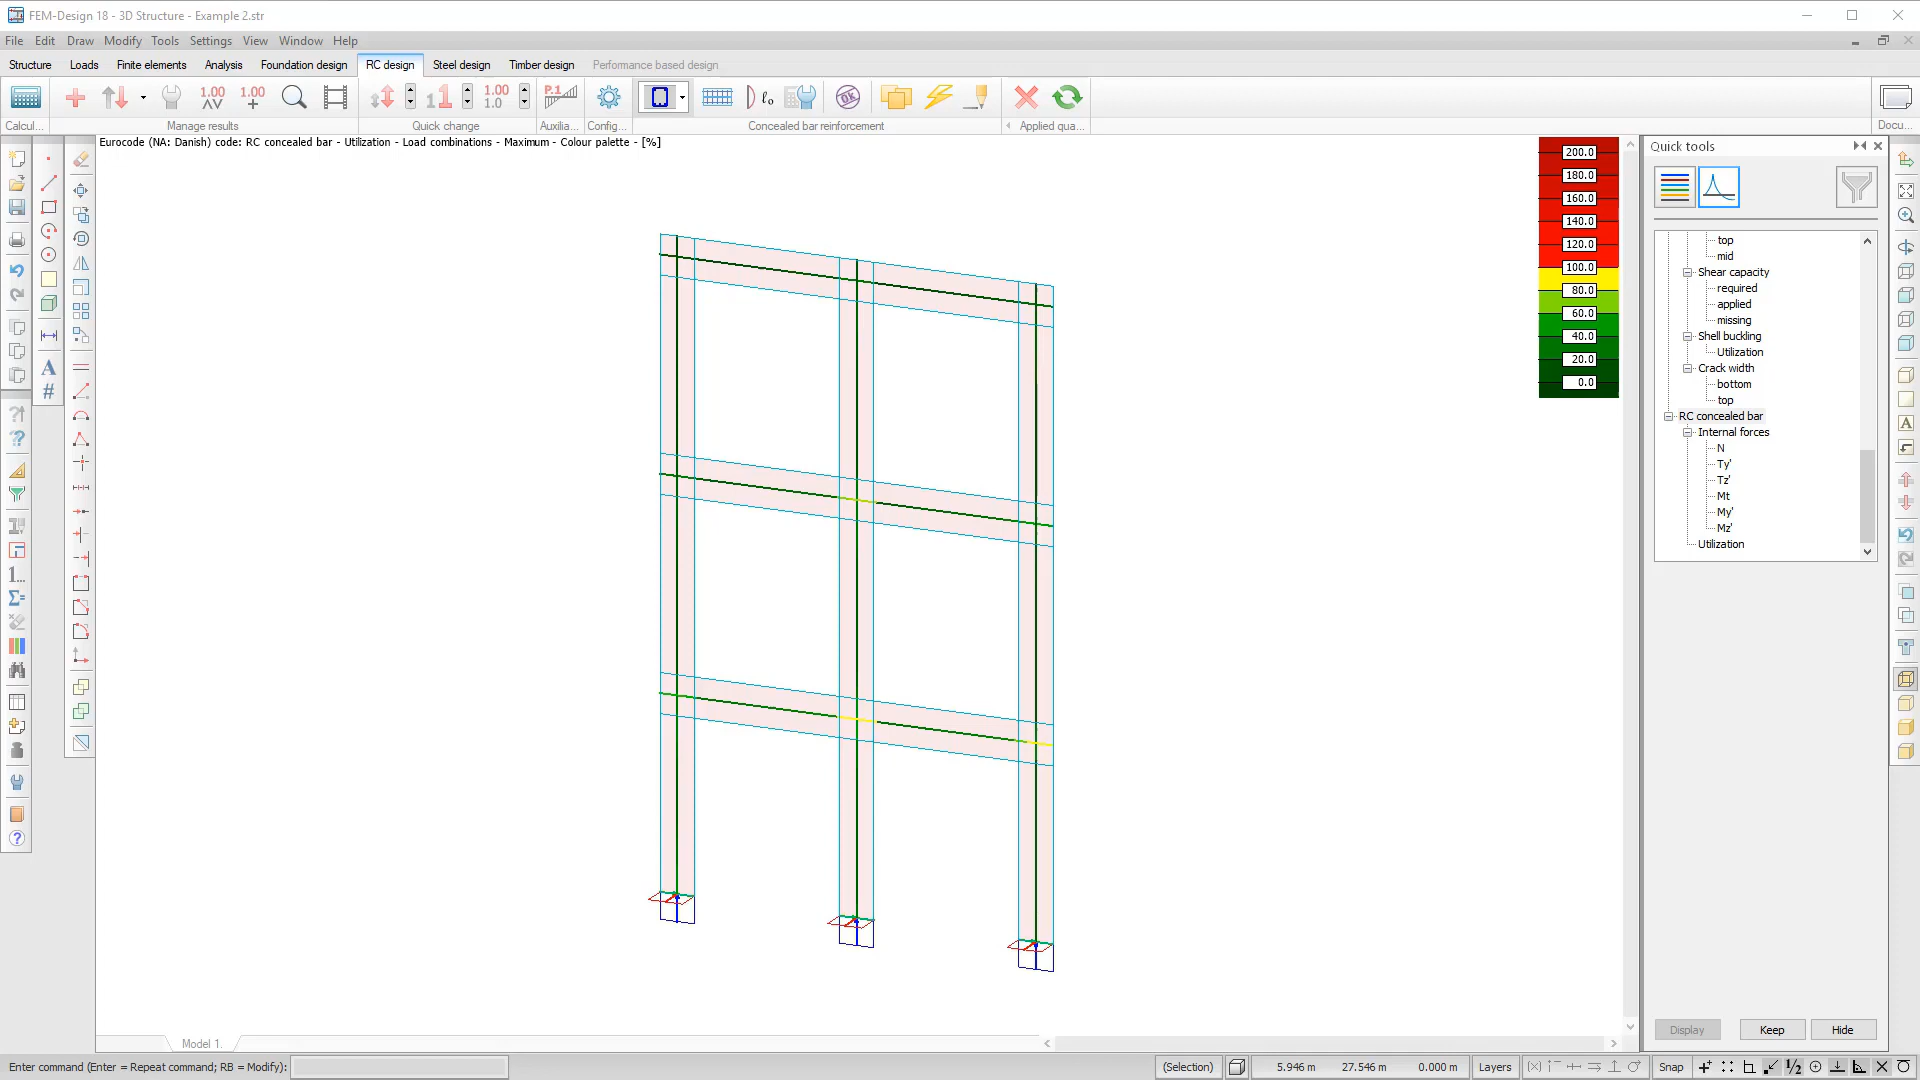 FEM-Design 18 - 3D Structure - Example 2.str
File Edit Draw Modify Tools Settings View Window Help
Structure Loads Finite elements Analysis Foundation design RC design Steel design Timber design Performance based design
1.00 1.00 1 1.00 1.0 P.1 ℓo OK
Calcul... Manage results Quick change Auxilia... Config... Concealed bar reinforcement Applied qua... Docu...
Eurocode (NA: Danish) code: RC concealed bar - Utilization - Load combinations - Maximum - Colour palette - [%]
200.0
180.0
160.0
140.0
120.0
100.0
80.0
60.0
40.0
20.0
0.0
Quick tools
top
mid
Shear capacity
required
applied
missing
Shell buckling
Utilization
Crack width
bottom
top
RC concealed bar
Internal forces
N
Ty'
Tz'
Mt
My'
Mz'
Utilization
Display Keep Hide
Model 1.
Enter command (Enter = Repeat command; RB = Modify): (Selection) 5.946 m 27.546 m 0.000 m Layers Snap 1/2